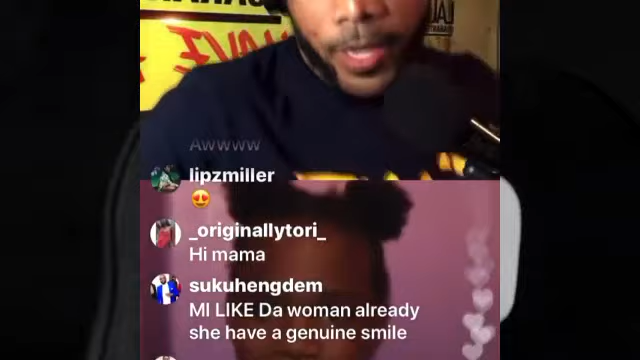 Awwww
lipzmiller
😍
_originallytori_
Hi mama
sukuhengdem
MI LIKE Da woman already
she have a genuine smile